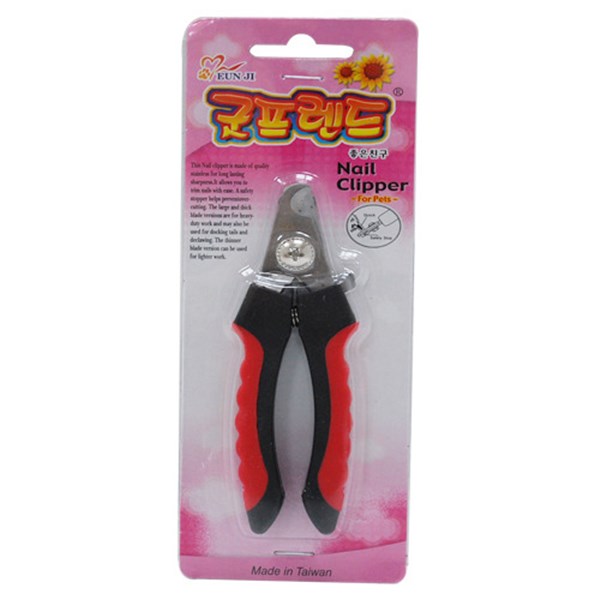 EUN JI
굿프렌드®
좋은친구
Nail
Clipper
~For Pets~
Safety Stop
This Nail clipper is made of quality
stainless for long lasting
sharpness.It allows you to
trim nails with ease. A safety
stopper helps preventover-
cutting. The large and thick
blade versions are for heavy-
duty work and may also be
used for docking tails and
declawing. The thinner
blade version can be used
for lighter work.
Made in Taiwan